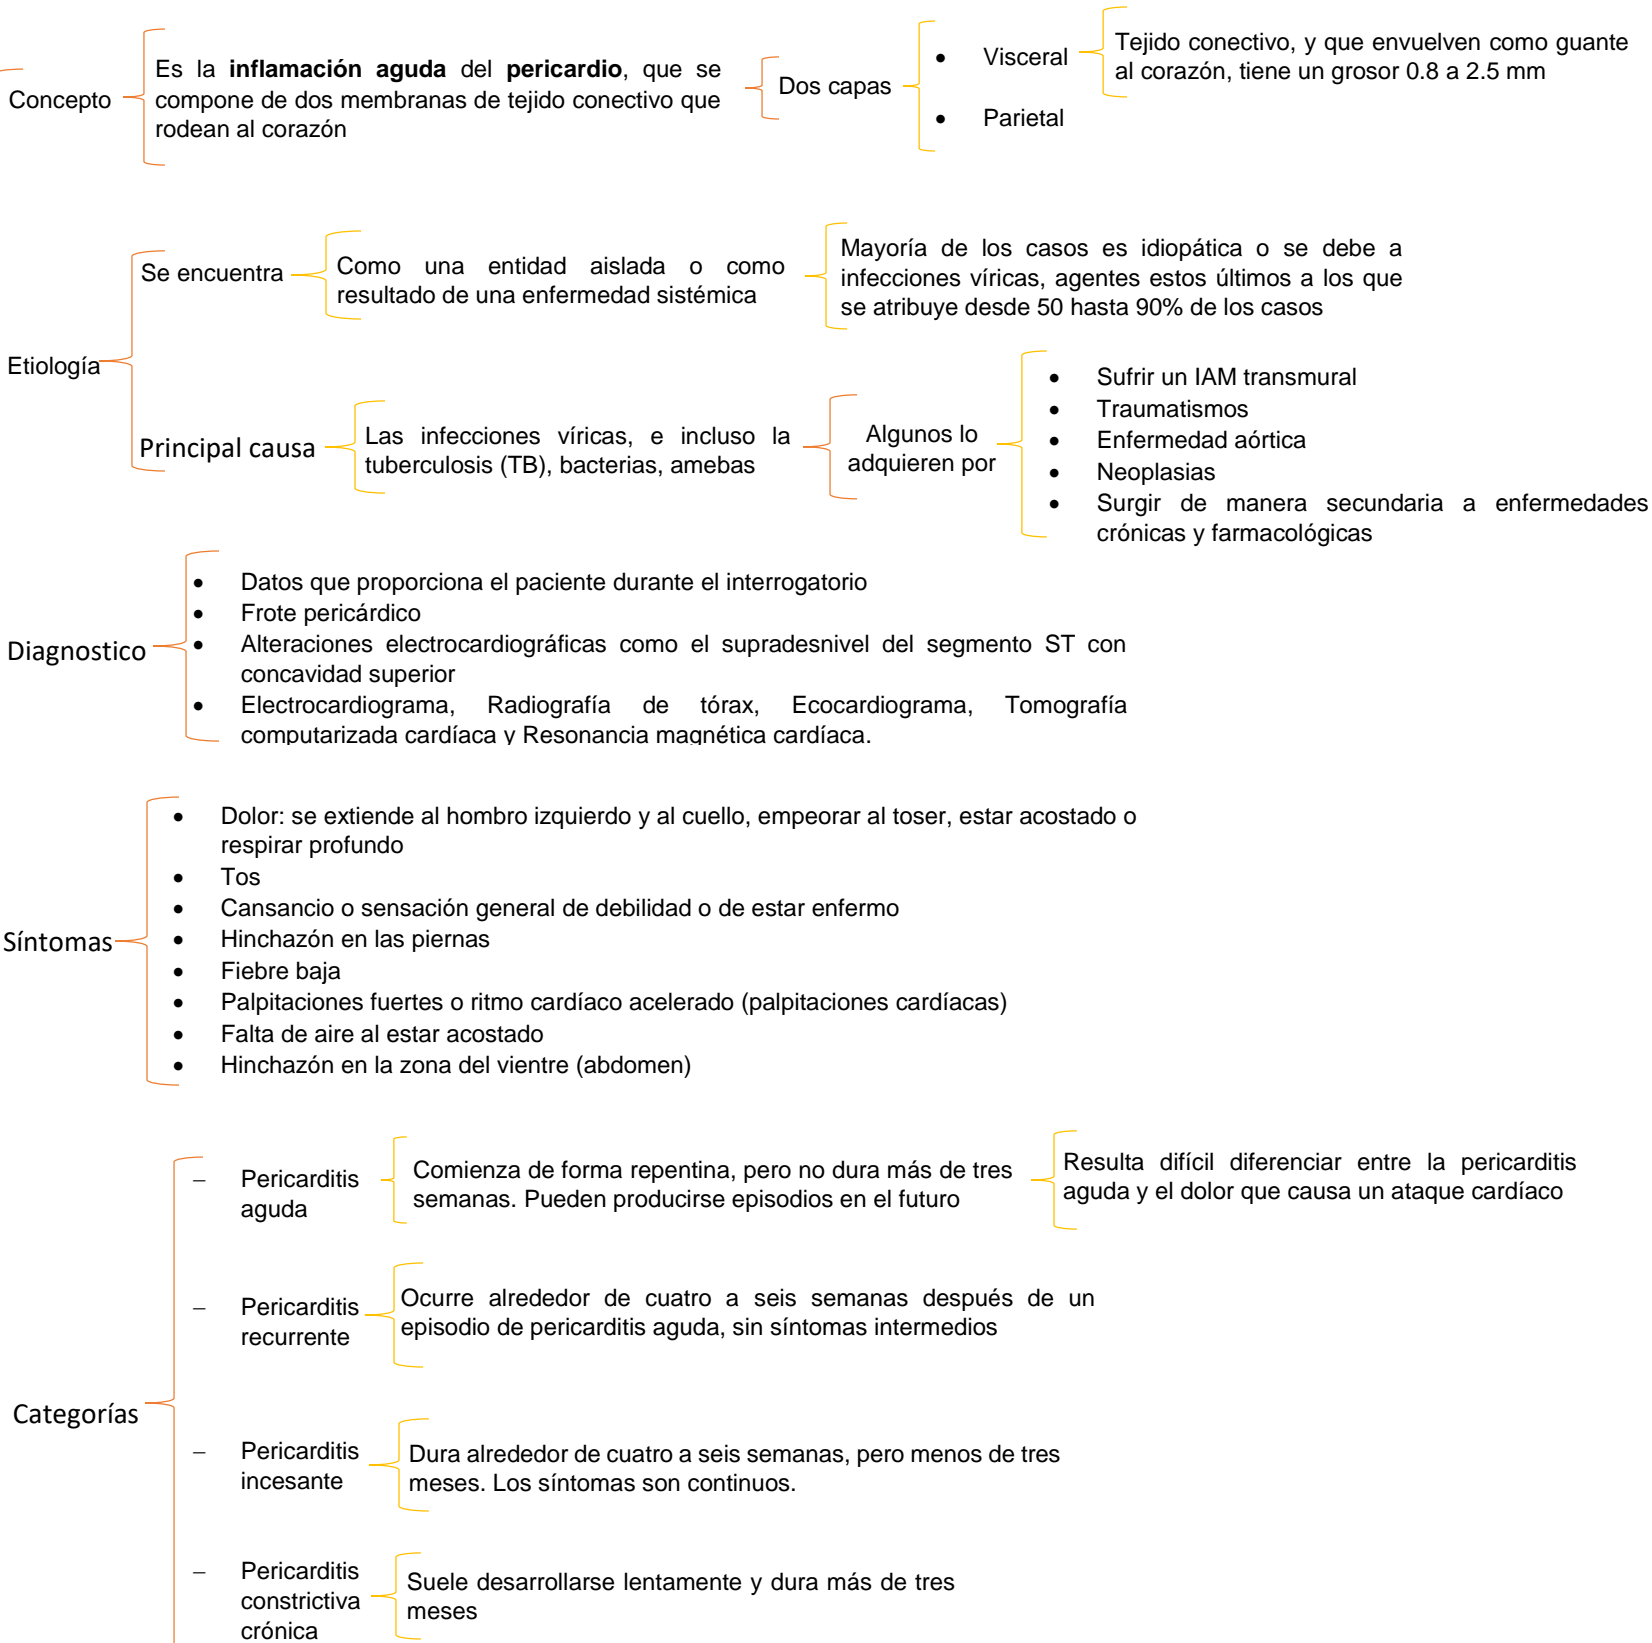 Concepto
Es la inflamación aguda del pericardio, que se
compone de dos membranas de tejido conectivo que
rodean al corazón
Dos capas
• Visceral
Tejido conectivo, y que envuelven como guante
al corazón, tiene un grosor 0.8 a 2.5 mm
• Parietal
Etiología
Se encuentra
Como una entidad aislada o como
resultado de una enfermedad sistémica
Mayoría de los casos es idiopática o se debe a
infecciones víricas, agentes estos últimos a los que
se atribuye desde 50 hasta 90% de los casos
Principal causa
Las infecciones víricas, e incluso la
tuberculosis (TB), bacterias, amebas
Algunos lo
adquieren por
• Sufrir un IAM transmural
• Traumatismos
• Enfermedad aórtica
• Neoplasias
• Surgir de manera secundaria a enfermedades
crónicas y farmacológicas
Diagnostico
• Datos que proporciona el paciente durante el interrogatorio
• Frote pericárdico
• Alteraciones electrocardiográficas como el supradesnivel del segmento ST con
concavidad superior
• Electrocardiograma, Radiografía de tórax, Ecocardiograma, Tomografía
computarizada cardíaca y Resonancia magnética cardíaca.
Síntomas
• Dolor: se extiende al hombro izquierdo y al cuello, empeorar al toser, estar acostado o
respirar profundo
• Tos
• Cansancio o sensación general de debilidad o de estar enfermo
• Hinchazón en las piernas
• Fiebre baja
• Palpitaciones fuertes o ritmo cardíaco acelerado (palpitaciones cardíacas)
• Falta de aire al estar acostado
• Hinchazón en la zona del vientre (abdomen)
Categorías
– Pericarditis
aguda
Comienza de forma repentina, pero no dura más de tres
semanas. Pueden producirse episodios en el futuro
Resulta difícil diferenciar entre la pericarditis
aguda y el dolor que causa un ataque cardíaco
– Pericarditis
recurrente
Ocurre alrededor de cuatro a seis semanas después de un
episodio de pericarditis aguda, sin síntomas intermedios
– Pericarditis
incesante
Dura alrededor de cuatro a seis semanas, pero menos de tres
meses. Los síntomas son continuos.
– Pericarditis
constrictiva
crónica
Suele desarrollarse lentamente y dura más de tres
meses